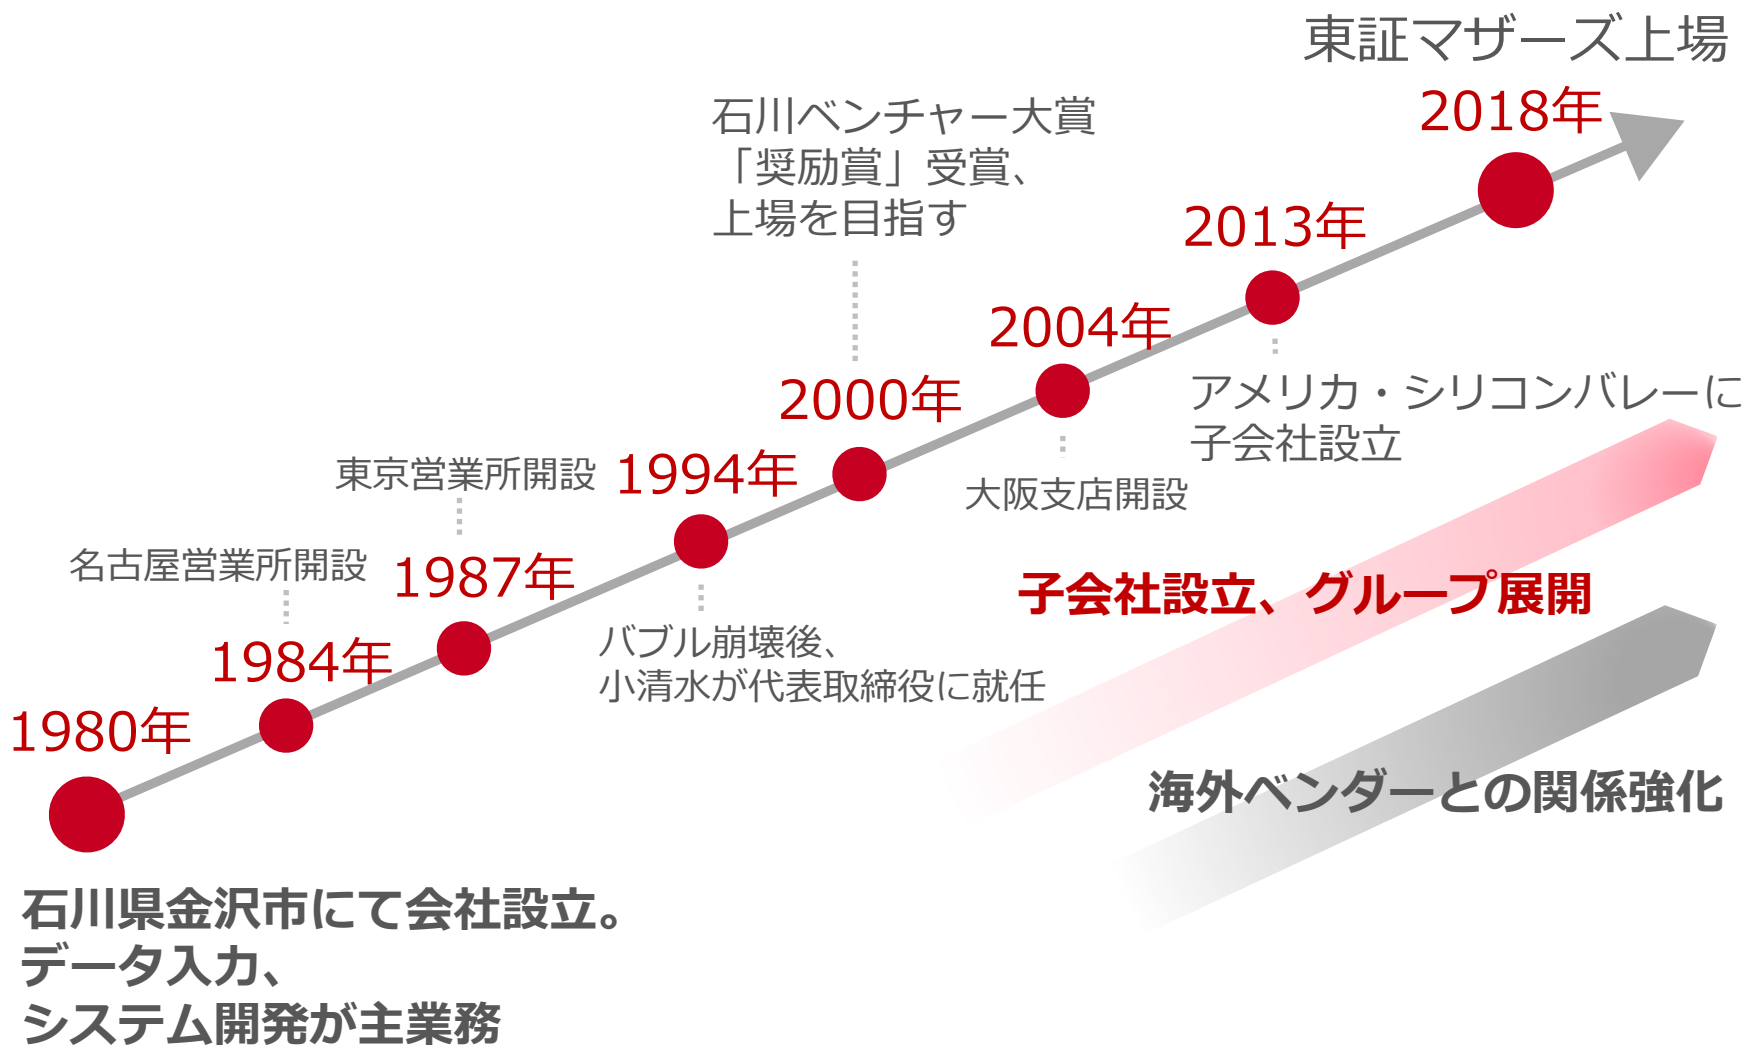 東証マザーズ上場
2018年
石川ベンチャー大賞
「奨励賞」受賞、
上場を目指す
2013年
2004年
アメリカ・シリコンバレーに
子会社設立
2000年
大阪支店開設
東京営業所開設
1994年
名古屋営業所開設
1987年
バブル崩壊後、
小清水が代表取締役に就任
1984年
1980年
子会社設立、グループ展開
海外ベンダーとの関係強化
石川県金沢市にて会社設立。
データ入力、
システム開発が主業務